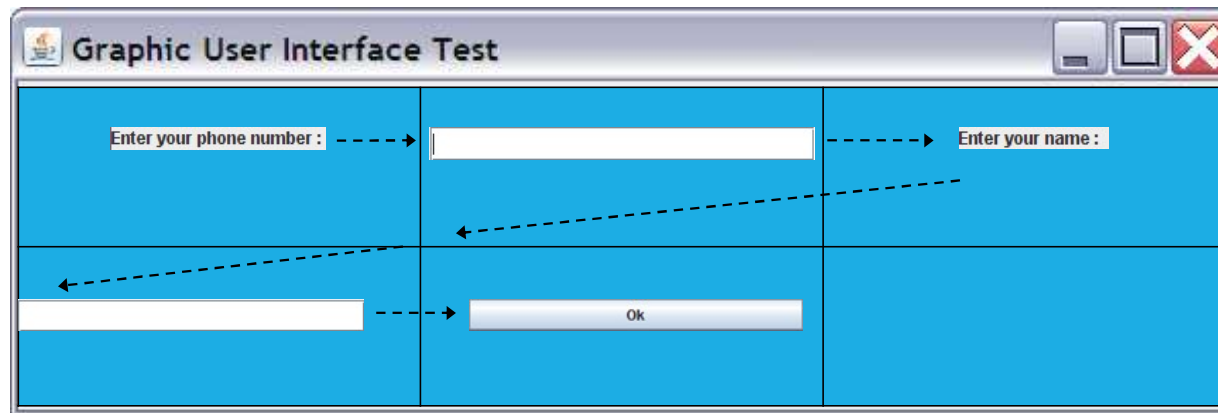 Graphic User Interface Test
Enter your phone number :
Enter your name :
Ok